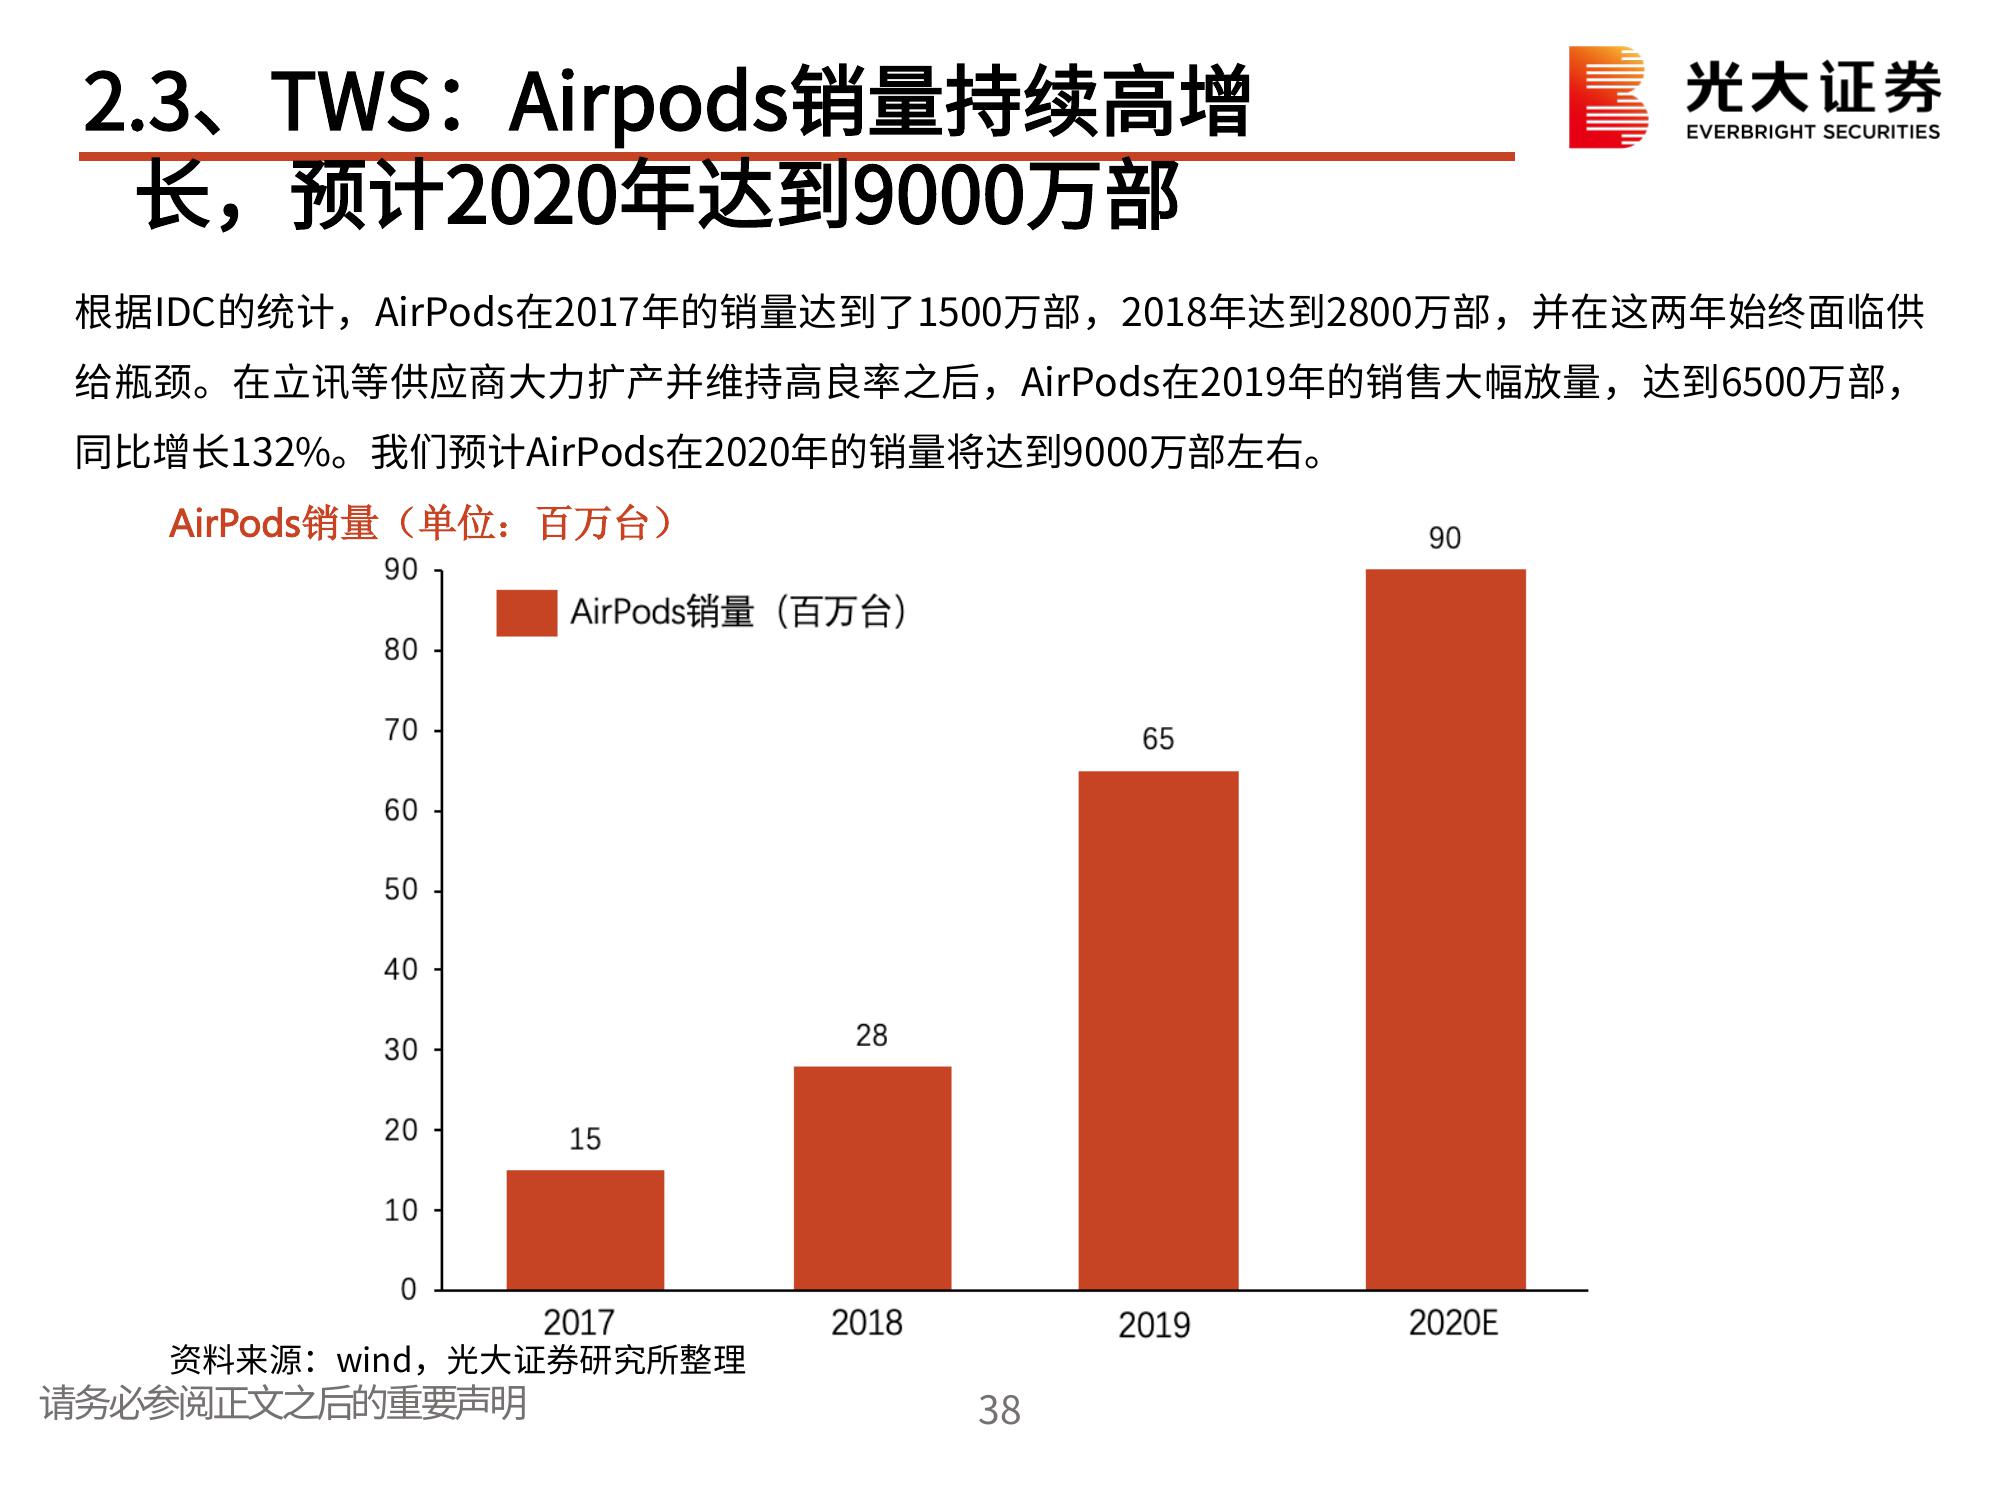 2.3、TWS：Airpods销量持续高增
长，预计2020年达到9000万部
光大证券
EVERBRIGHT SECURITIES
根据IDC的统计，AirPods在2017年的销量达到了1500万部，2018年达到2800万部，并在这两年始终面临供
给瓶颈。在立讯等供应商大力扩产并维持高良率之后，AirPods在2019年的销售大幅放量，达到6500万部，
同比增长132%。我们预计AirPods在2020年的销量将达到9000万部左右。
AirPods销量（单位：百万台）
AirPods销量（百万台）
90
80
70
60
50
40
30
20
10
0
15
28
65
90
2017
2018
2019
2020E
资料来源：wind，光大证券研究所整理
请务必参阅正文之后的重要声明
38